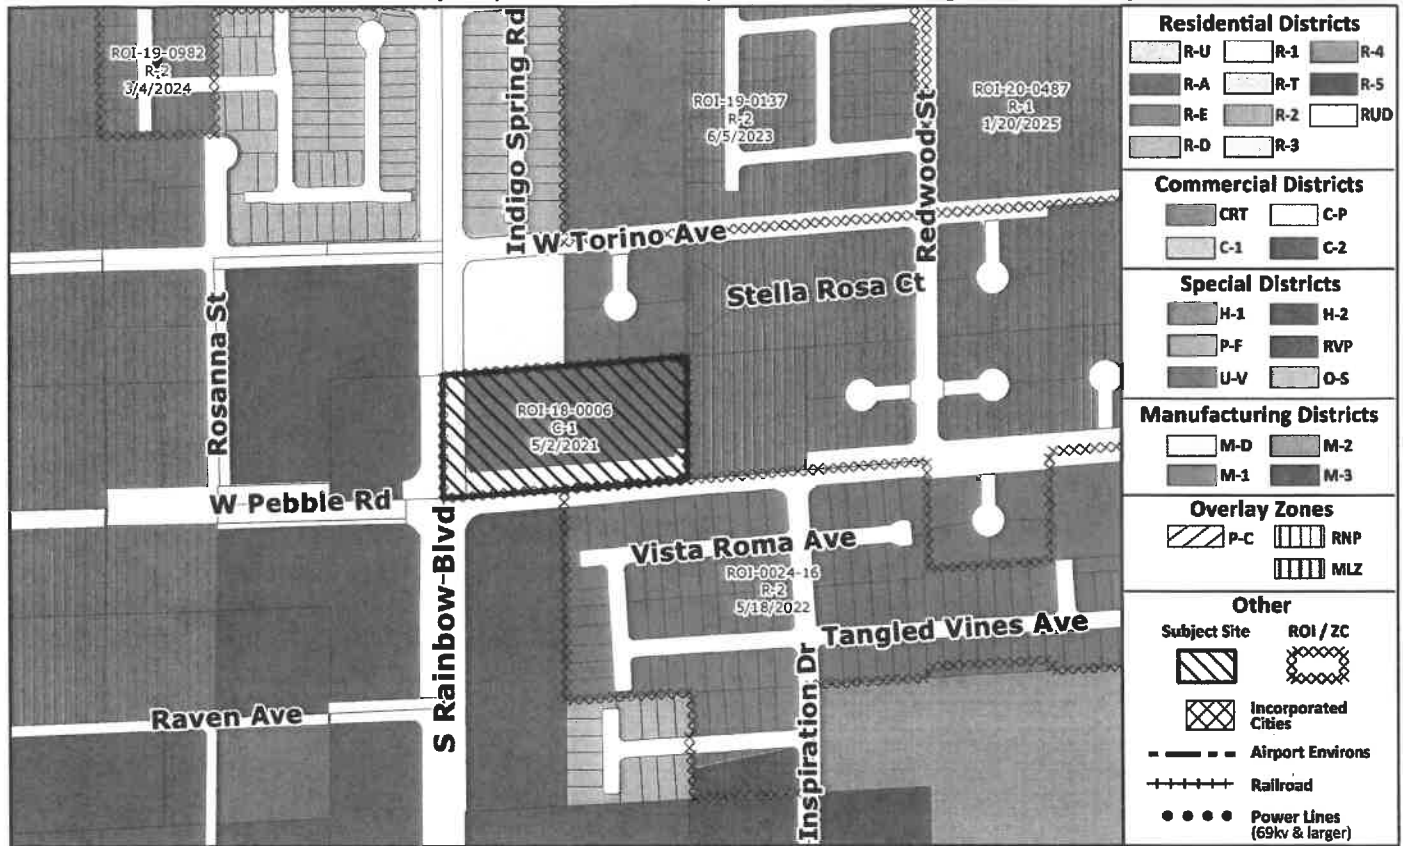 ROI-19-0982
R-2
3/4/2024
Indigo Spring Rd
ROI-19-0137
R-2
6/5/2023
Redwood St
ROI-20-0487
R-1
1/20/2025
W Torino Ave
Stella Rosa Ct
Rosanna St
ROI-18-0006
C-1
5/2/2021
W Pebble Rd
S Rainbow Blvd
Vista Roma Ave
ROI-0024-16
R-2
5/18/2022
Tangled Vines Ave
Inspiration Dr
Raven Ave
Residential Districts
R-U R-1 R-4
R-A R-T R-5
R-E R-2 RUD
R-D R-3
Commercial Districts
CRT C-P
C-1 C-2
Special Districts
H-1 H-2
P-F RVP
U-V O-S
Manufacturing Districts
M-D M-2
M-1 M-3
Overlay Zones
P-C RNP
MLZ
Other
Subject Site ROI / ZC
Incorporated
Cities
Airport Environs
Railroad
Power Lines
(69kv & larger)